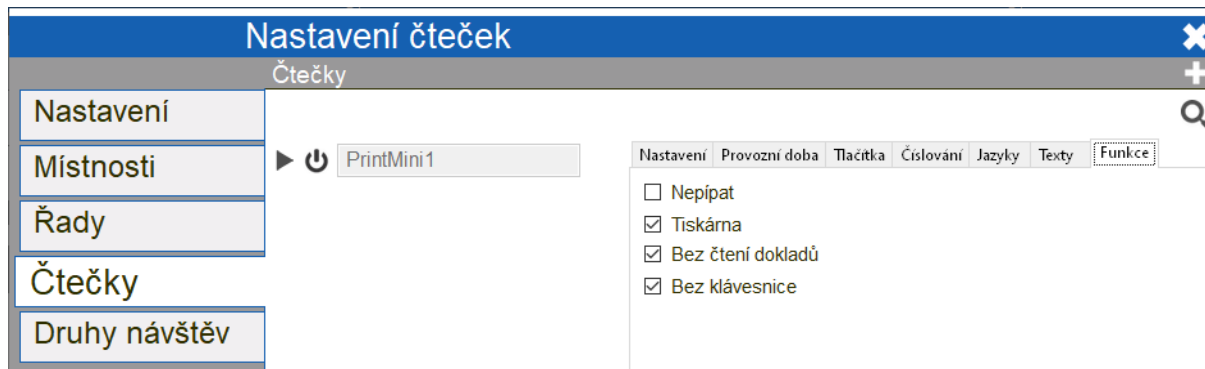 Nastavení čteček
Čtečky
Nastavení
Místnosti
Řady
Čtečky
Druhy návštěv
PrintMini1
Nastavení Provozní doba Tlačítka Číslování Jazyky Texty Funkce
Nepípat
Tiskárna
Bez čtení dokladů
Bez klávesnice